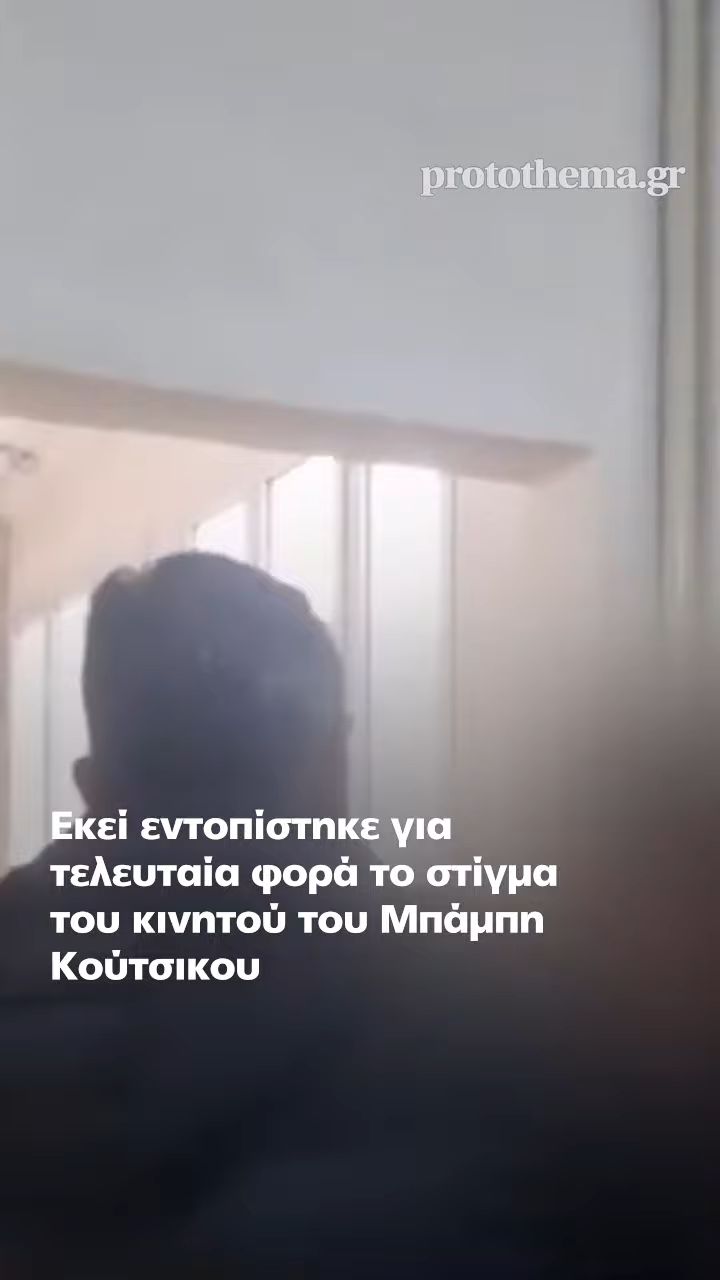 protothema.gr
Εκεί εντοπίστηκε για
τελευταία φορά το στίγμα
του κινητού του Μπάμπη
Κούτσικου